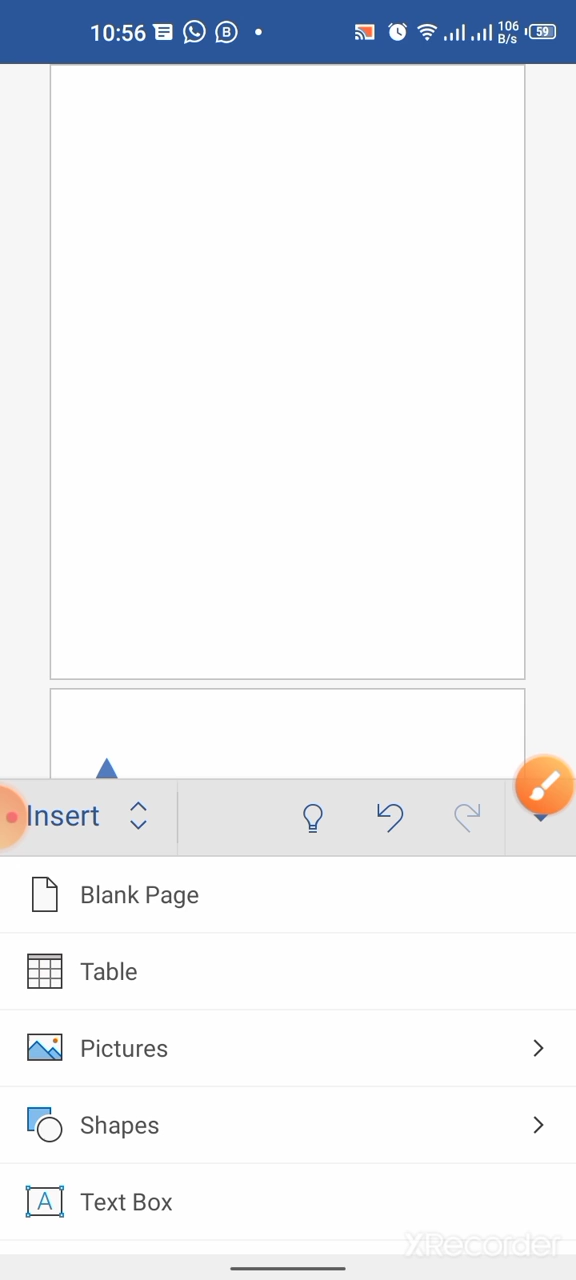 10:56 B 106 B/s 59
Insert
Blank Page
Table
Pictures
Shapes
A Text Box
XRecorder